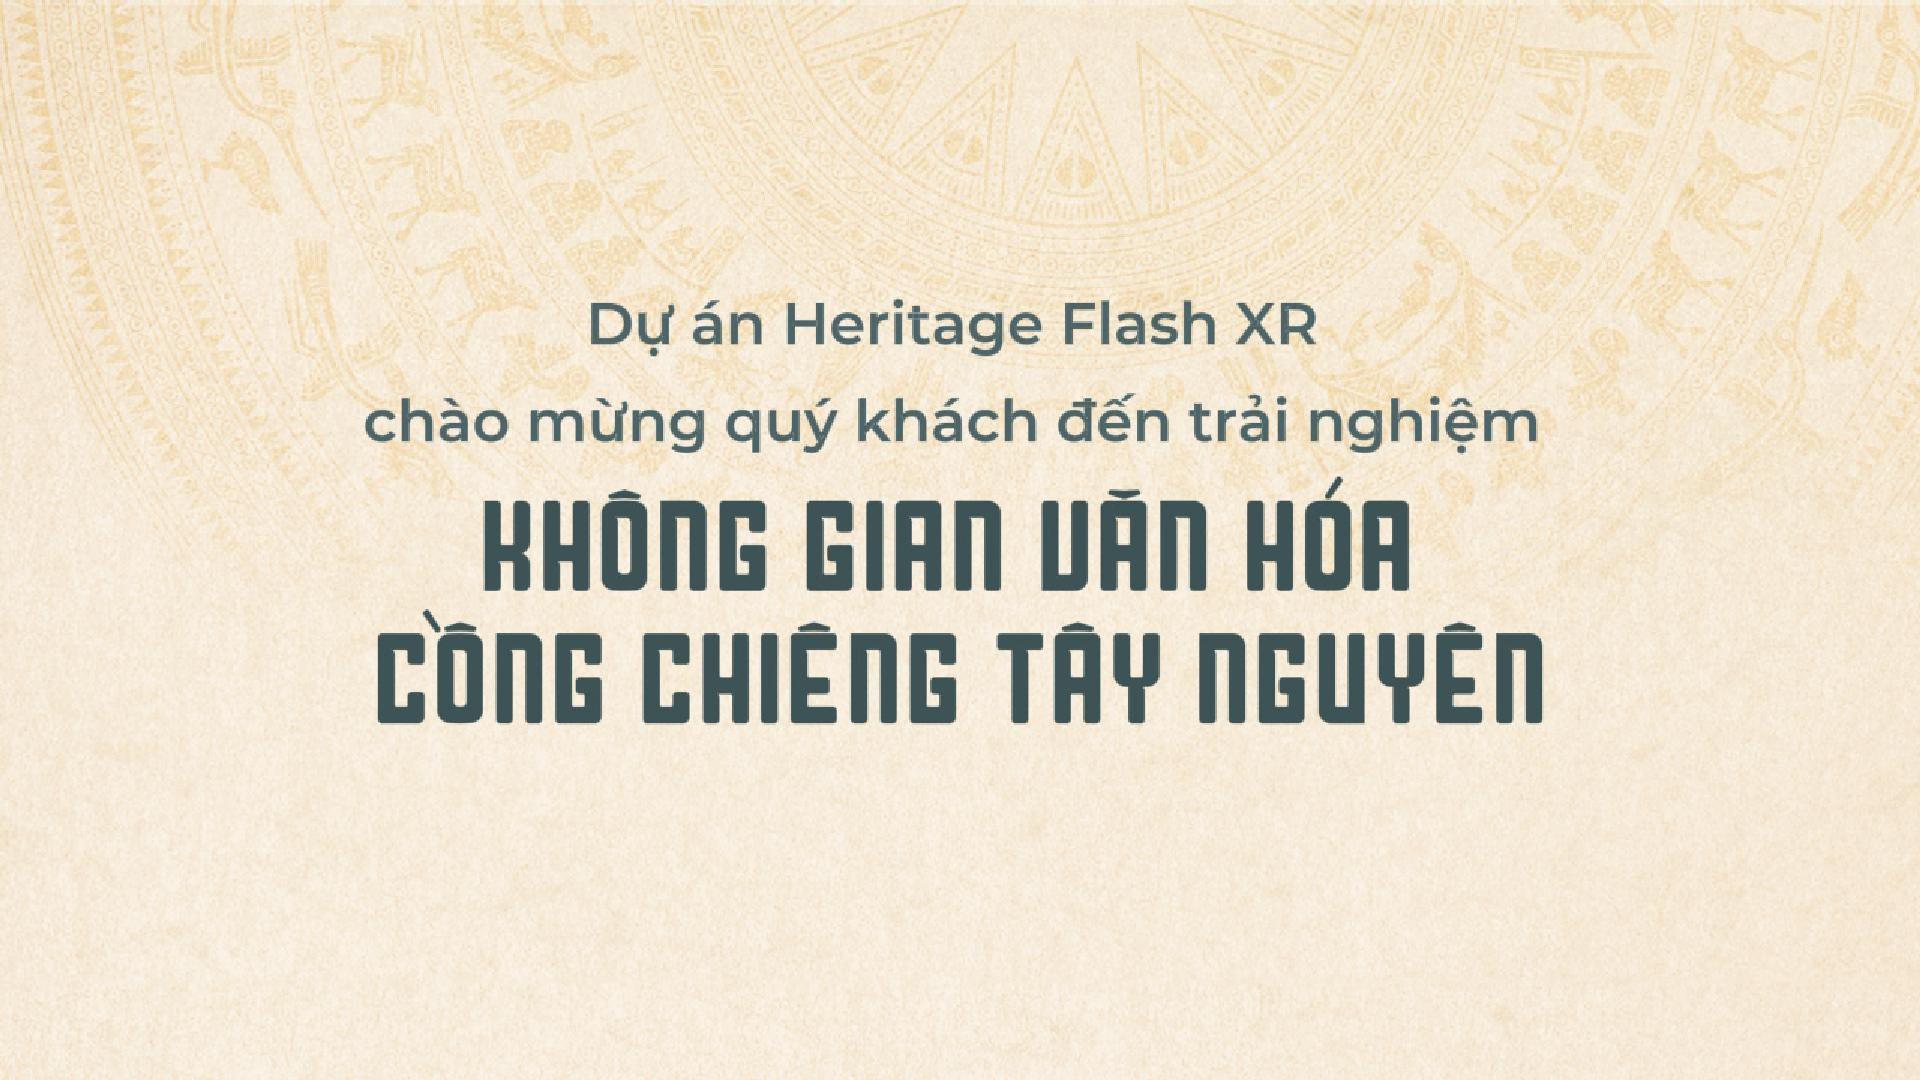 Dự án Heritage Flash XR
chào mừng quý khách đến trải nghiệm
KHÔNG GIAN VĂN HÓA
CỒNG CHIÊNG TÂY NGUYÊN